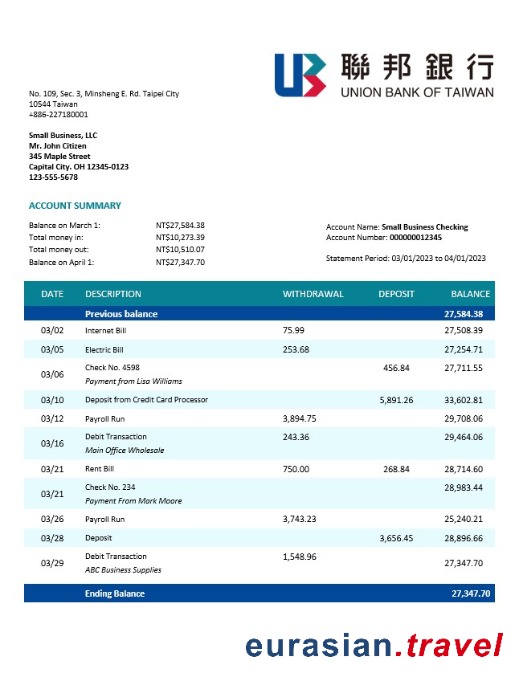 聯邦銀行
UNION BANK OF TAIWAN
No. 109, Sec. 3, Minsheng E. Rd. Taipei City
10544 Taiwan
+886-227180001
Small Business, LLC
Mr. John Citizen
345 Maple Street
Capital City. OH 12345-0123
123-555-5678
ACCOUNT SUMMARY
Balance on March 1: NT$27,584.38
Total money in: NT$10,273.39
Total money out: NT$10,510.07
Balance on April 1: NT$27,347.70
Account Name: Small Business Checking
Account Number: 000000012345
Statement Period: 03/01/2023 to 04/01/2023
DATE DESCRIPTION WITHDRAWAL DEPOSIT BALANCE
Previous balance 27,584.38
03/02 Internet Bill 75.99 27,508.39
03/05 Electric Bill 253.68 27,254.71
03/06 Check No. 4598 456.84 27,711.55
Payment from Lisa Williams
03/10 Deposit from Credit Card Processor 5,891.26 33,602.81
03/12 Payroll Run 3,894.75 29,708.06
03/16 Debit Transaction 243.36 29,464.06
Main Office Wholesale
03/21 Rent Bill 750.00 268.84 28,714.60
03/21 Check No. 234 28,983.44
Payment From Mark Moore
03/26 Payroll Run 3,743.23 25,240.21
03/28 Deposit 3,656.45 28,896.66
03/29 Debit Transaction 1,548.96 27,347.70
ABC Business Supplies
Ending Balance 27,347.70
eurasian.travel